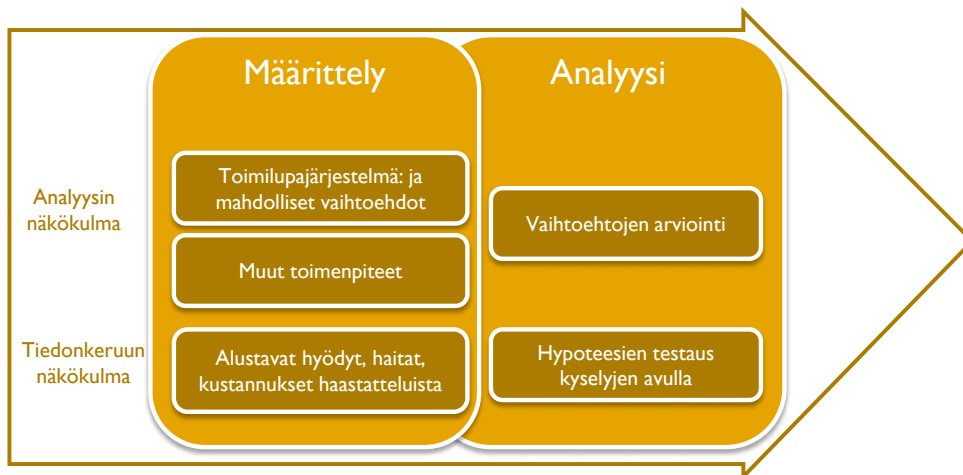 Määrittely
Analyysi
Analyysin
näkökulma
Toimilupajärjestelmä: ja
mahdolliset vaihtoehdot
Muut toimenpiteet
Vaihtoehtojen arviointi
Tiedonkeruun
näkökulma
Alustavat hyödyt, haitat,
kustannukset haastatteluista
Hypoteesien testaus
kyselyjen avulla